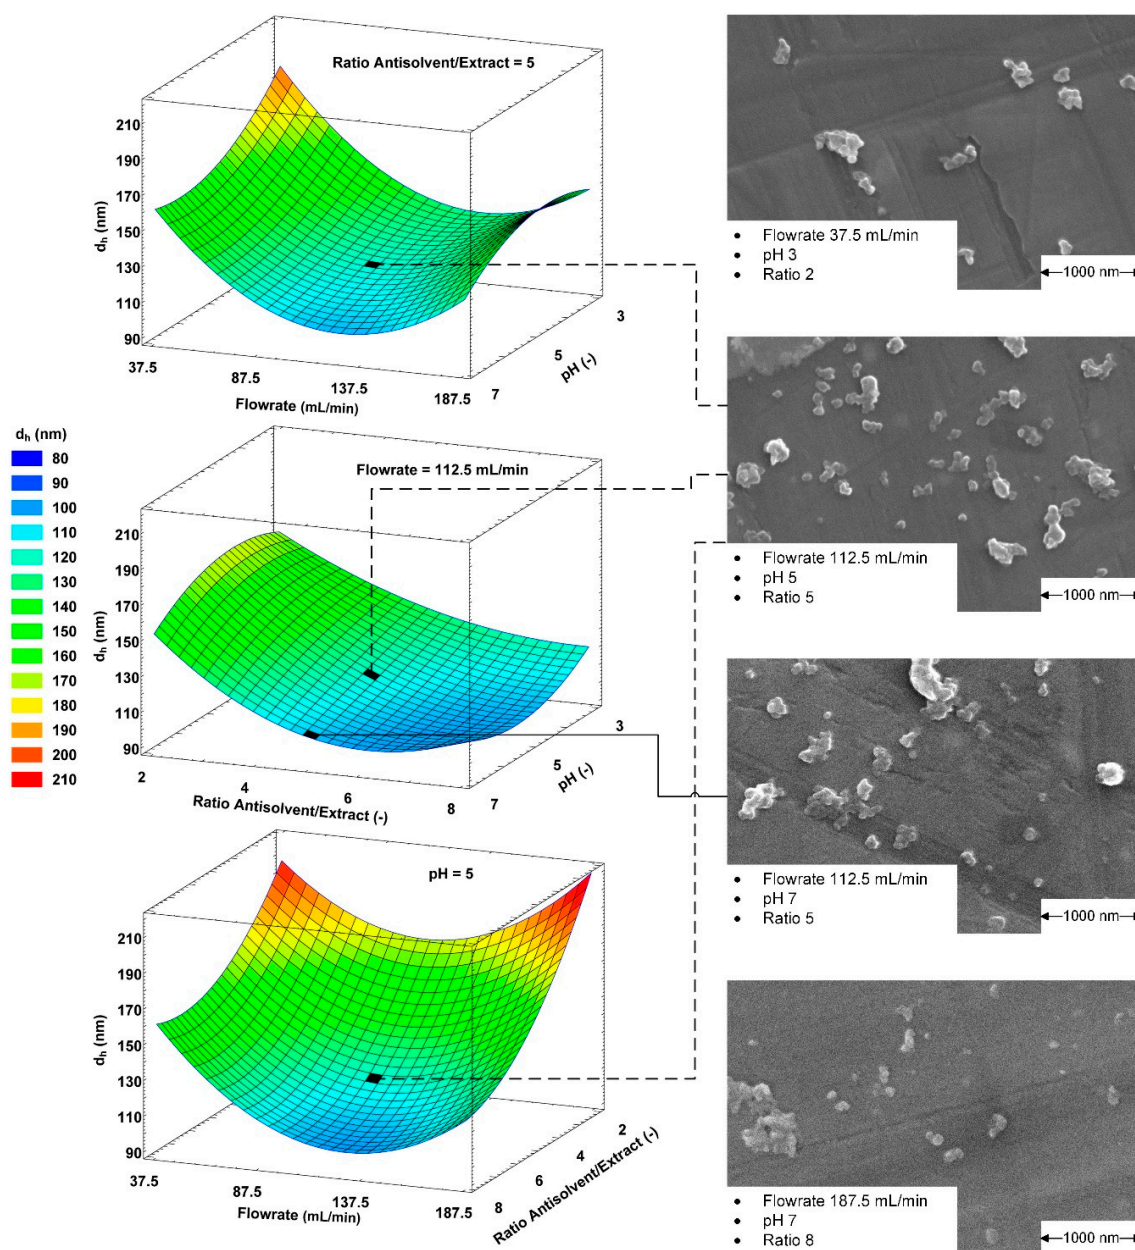 Ratio Antisolvent/Extract = 5
210
190
170
150
130
110
90
dh (nm)
37.5
87.5
137.5
187.5
Flowrate (mL/min)
3
5
7
pH (-)
dh (nm)
80
90
100
110
120
130
140
150
160
170
180
190
200
210
Flowrate = 112.5 mL/min
210
190
170
150
130
110
90
dh (nm)
2
4
6
8
Ratio Antisolvent/Extract (-)
3
5
7
pH (-)
pH = 5
210
190
170
150
130
110
90
dh (nm)
37.5
87.5
137.5
187.5
Flowrate (mL/min)
2
4
6
8
Ratio Antisolvent/Extract (-)
• Flowrate 37.5 mL/min
• pH 3
• Ratio 2
1000 nm
• Flowrate 112.5 mL/min
• pH 5
• Ratio 5
1000 nm
• Flowrate 112.5 mL/min
• pH 7
• Ratio 5
1000 nm
• Flowrate 187.5 mL/min
• pH 7
• Ratio 8
1000 nm